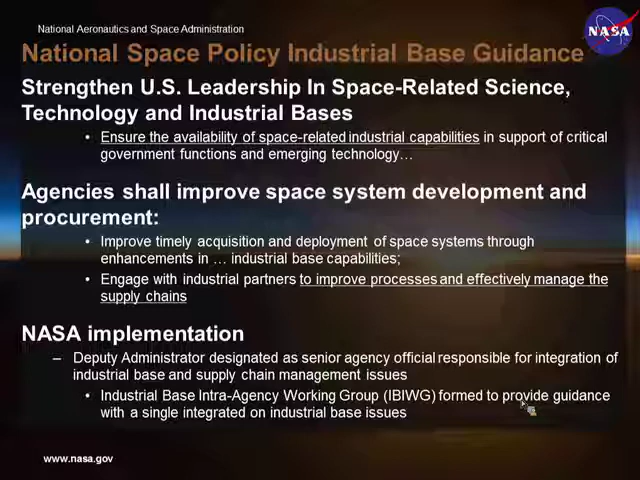 National Aeronautics and Space Administration
NASA
National Space Policy Industrial Base Guidance
Strengthen U.S. Leadership In Space-Related Science,
Technology and Industrial Bases
• Ensure the availability of space-related industrial capabilities in support of critical
government functions and emerging technology…
Agencies shall improve space system development and
procurement:
• Improve timely acquisition and deployment of space systems through
enhancements in … industrial base capabilities;
• Engage with industrial partners to improve processes and effectively manage the
supply chains
NASA implementation
– Deputy Administrator designated as senior agency official responsible for integration of
industrial base and supply chain management issues
• Industrial Base Intra-Agency Working Group (IBIWG) formed to provide guidance
with a single integrated on industrial base issues
www.nasa.gov